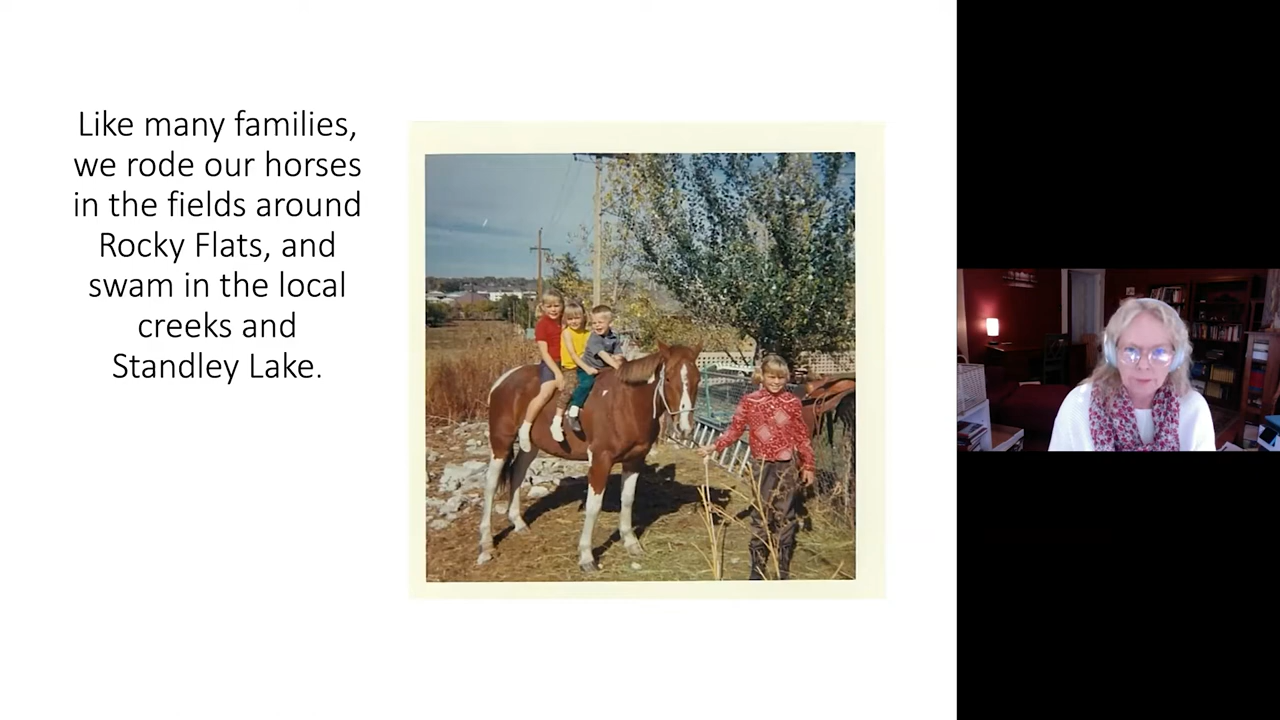 Like many families,
we rode our horses
in the fields around
Rocky Flats, and
swam in the local
creeks and
Standley Lake.